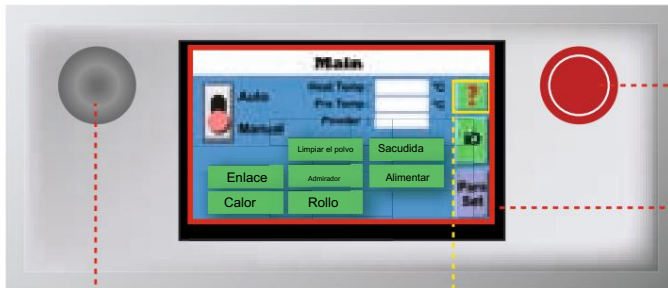 Main
Auto
Heat Temp °C
Pre Temp °C
Powder
Manual
?
Limpiar el polvo Sacudida
Enlace Admirador Alimentar
Calor Rollo
Para
Set